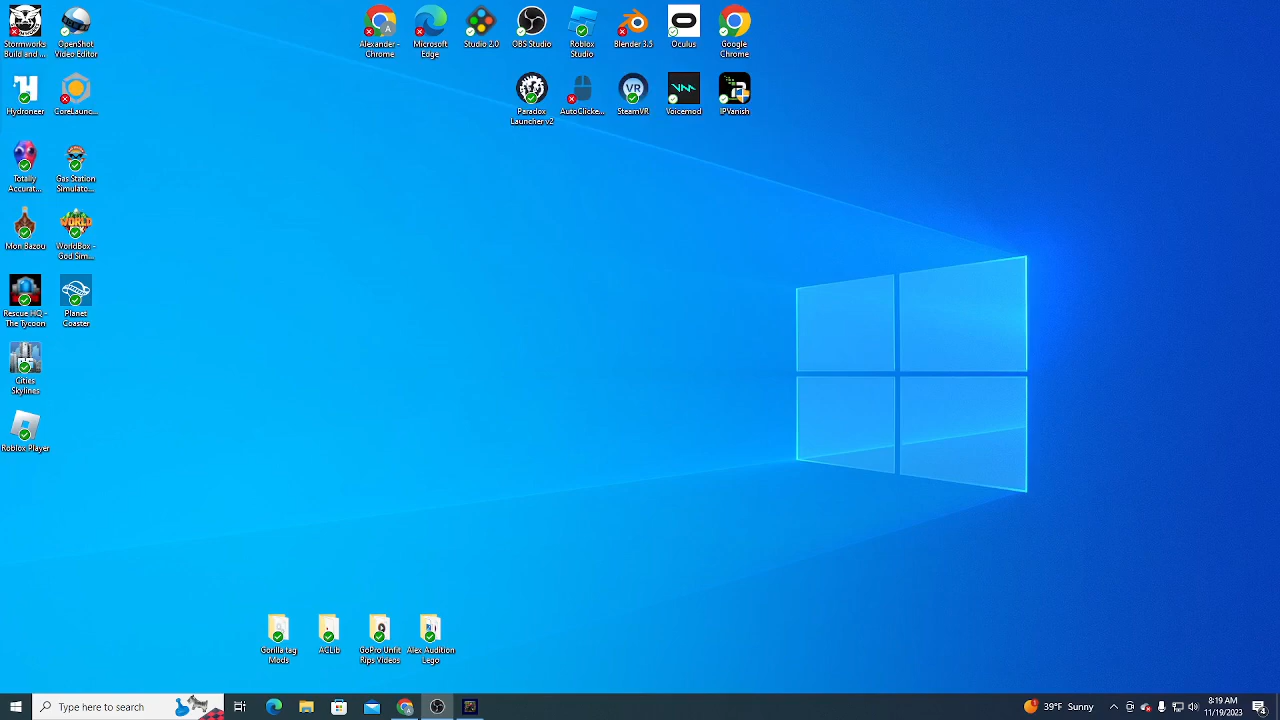 Stormworks
Build and ...
OpenShot
Video Editor
Alexander -
Chrome
Microsoft
Edge
Studio 2.0
OBS Studio
Roblox
Studio
Blender 3.5
Oculus
Google
Chrome
Hydroneer
CoreLaunc...
Paradox
Launcher v2
AutoClicke...
SteamVR
Voicemod
IPVanish
Totally
Accurat...
Gas Station
Simulato...
Mon Bazou
WorldBox -
God Sim...
Rescue HQ -
The Tycoon
Planet
Coaster
Cities
Skylines
Roblox Player
Gorilla tag
Mods
ACLib
GoPro Unfit
Rips Videos
Alex Audition
Lego
Type here to search
39°F Sunny
8:19 AM
11/19/2023